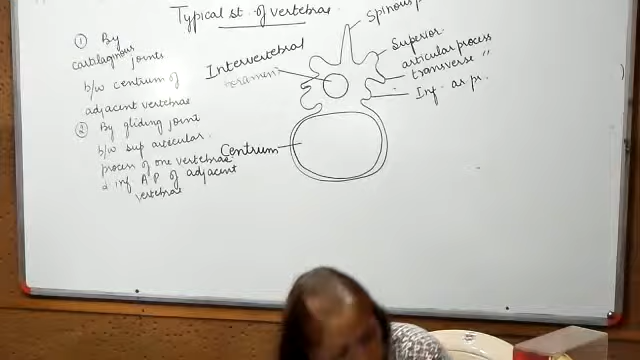 Typical st. of vertebrae.
① By
cartilaginous
joints
b/w centrum of
adjacent vertebrae
② By gliding joint
b/w sup articular
process of one vertebrae
& inf A P of adjacent
vertebrae
Intervertebral
foramen
Centrum
Spinous p
Superior
articular process
transverse "
Inf. ar pr.